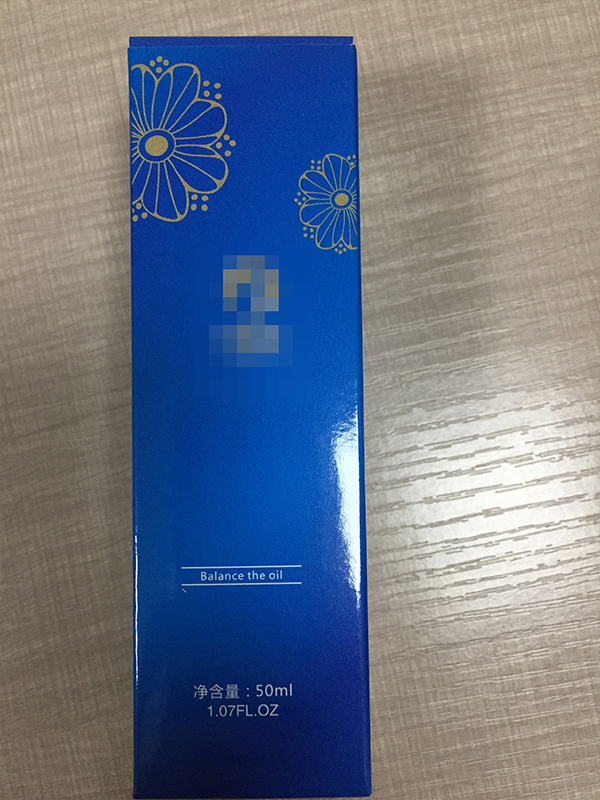 Balance the oil
净含量：50ml
1.07FL.OZ